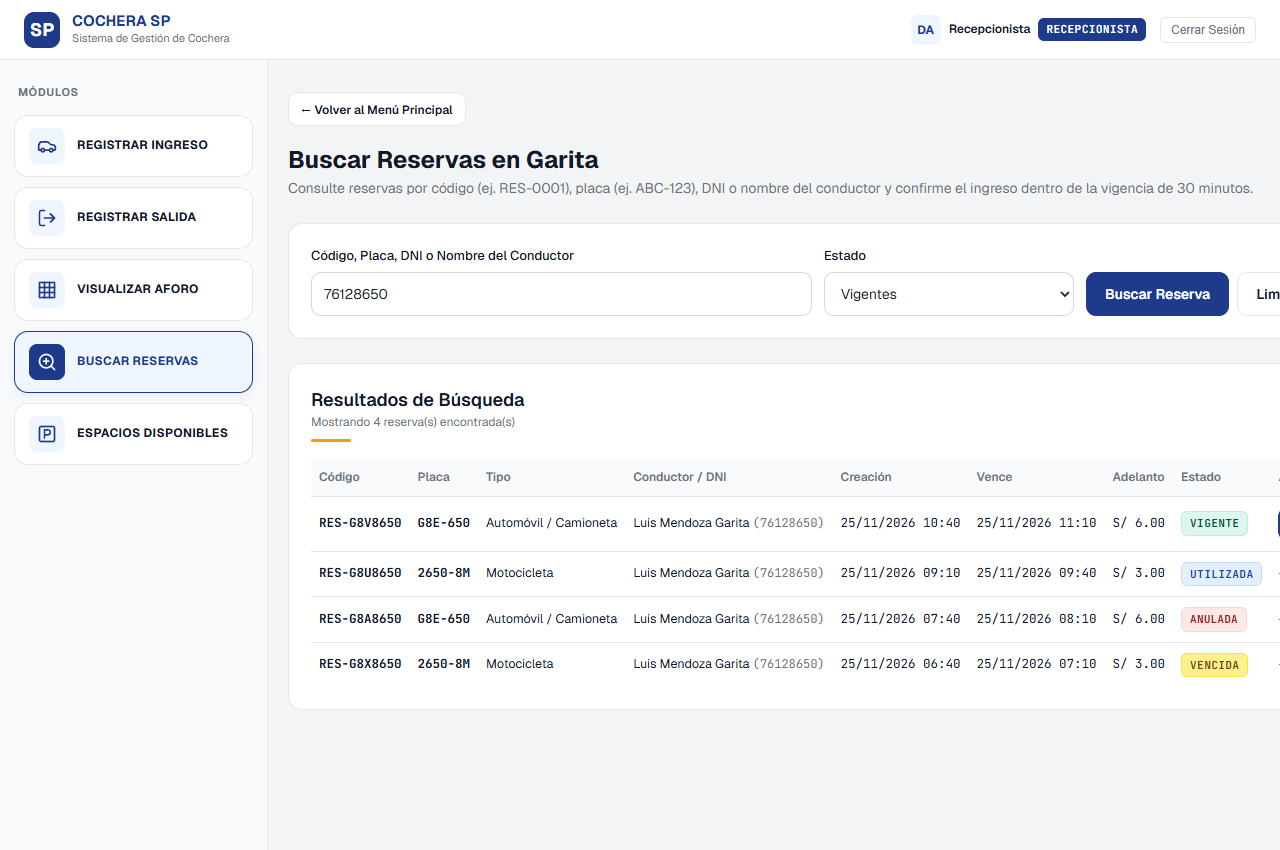 SP
COCHERA SP
Sistema de Gestión de Cochera
DA
Recepcionista
RECEPCIONISTA
Cerrar Sesión
MÓDULOS
REGISTRAR INGRESO
REGISTRAR SALIDA
VISUALIZAR AFORO
BUSCAR RESERVAS
ESPACIOS DISPONIBLES
← Volver al Menú Principal
Buscar Reservas en Garita
Consulte reservas por código (ej. RES-0001), placa (ej. ABC-123), DNI o nombre del conductor y confirme el ingreso dentro de la vigencia de 30 minutos.
Código, Placa, DNI o Nombre del Conductor
Estado
76128650
Vigentes
Buscar Reserva
Lim
Resultados de Búsqueda
Mostrando 4 reserva(s) encontrada(s)
Código Placa Tipo Conductor / DNI Creación Vence Adelanto Estado
RES-G8V8650 G8E-650 Automóvil / Camioneta Luis Mendoza Garita (76128650) 25/11/2026 10:40 25/11/2026 11:10 S/ 6.00 VIGENTE
RES-G8U8650 2650-8M Motocicleta Luis Mendoza Garita (76128650) 25/11/2026 09:10 25/11/2026 09:40 S/ 3.00 UTILIZADA
RES-G8A8650 G8E-650 Automóvil / Camioneta Luis Mendoza Garita (76128650) 25/11/2026 07:40 25/11/2026 08:10 S/ 6.00 ANULADA
RES-G8X8650 2650-8M Motocicleta Luis Mendoza Garita (76128650) 25/11/2026 06:40 25/11/2026 07:10 S/ 3.00 VENCIDA